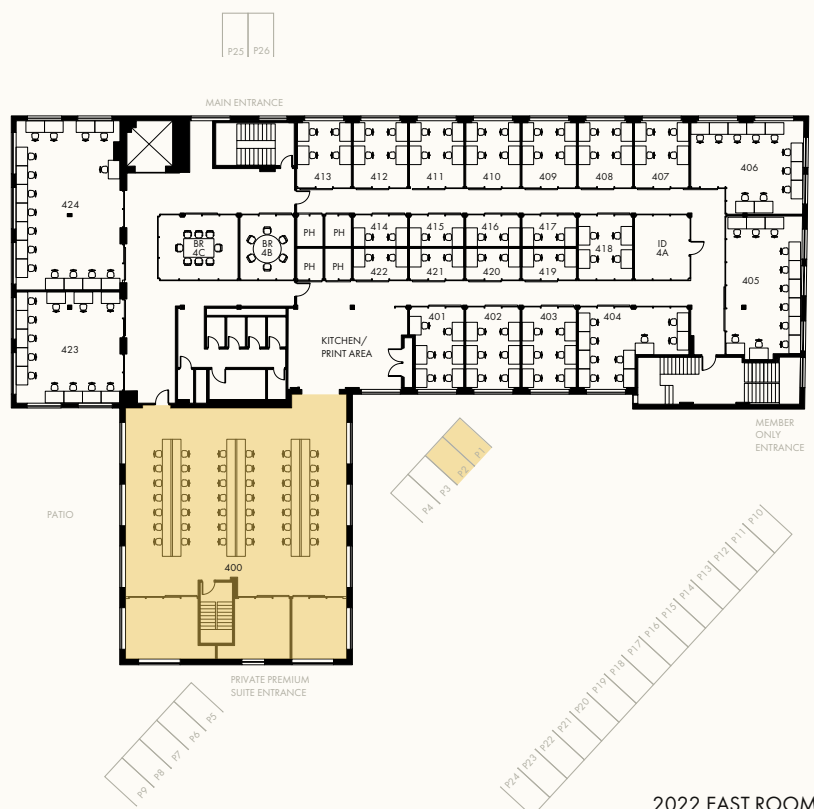 P25 P26
MAIN ENTRANCE
413 412 411 410 409 408 407
406
424
BR
4C
BR
4B
PH PH
414 415 416 417
418
ID
4A
PH PH
422 421 420 419
405
423
KITCHEN/
PRINT AREA
401 402 403 404
MEMBER
ONLY
ENTRANCE
P4 P3 P2 P1
PATIO
400
P10
P11
P12
P13
P14
P15
P16
P17
P18
P19
P20
P21
P22
P23
P24
PRIVATE PREMIUM
SUITE ENTRANCE
P9 P8 P7 P6 P5
2022 EAST ROOM